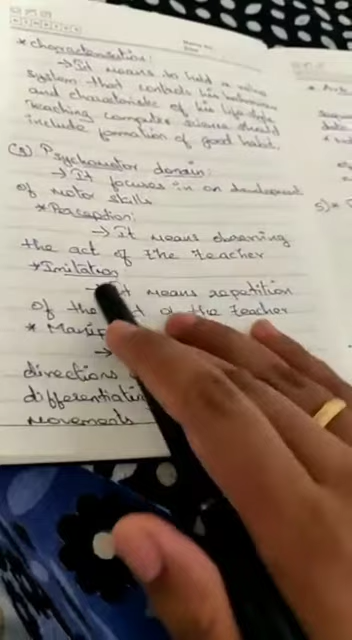 * Characterisation:
→ It means to hold a value
system that controls his behaviour
and characteristic of his life style
Teaching computer science should
include formation of good habit.
(3) Psychomotor domain:
→ It focuses in on development
of motor skills
* Perception:
→ It means observing
the act of the teacher
* Imitation
→ It means repetition
of the act of the teacher
* Manip
→
directions
differentiatin
movements